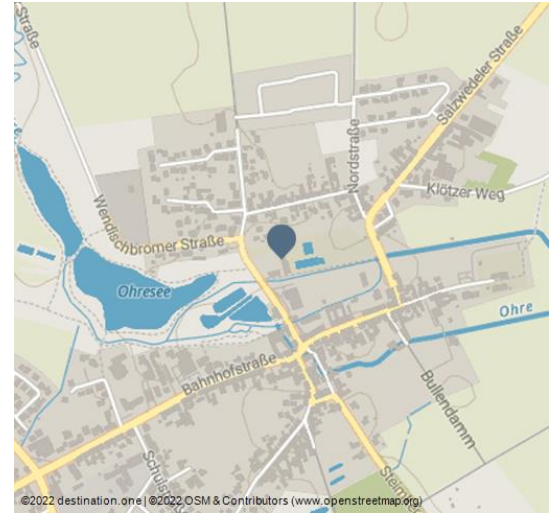 Straße
Salzwedeler Straße
Nordstraße
Klötzer Weg
Wendischbromer Straße
Ohresee
Ohre
Bahnhofstraße
Bullendamm
©2022 destination.one | ©2022 OSM & Contributors (www.openstreetmap.org)